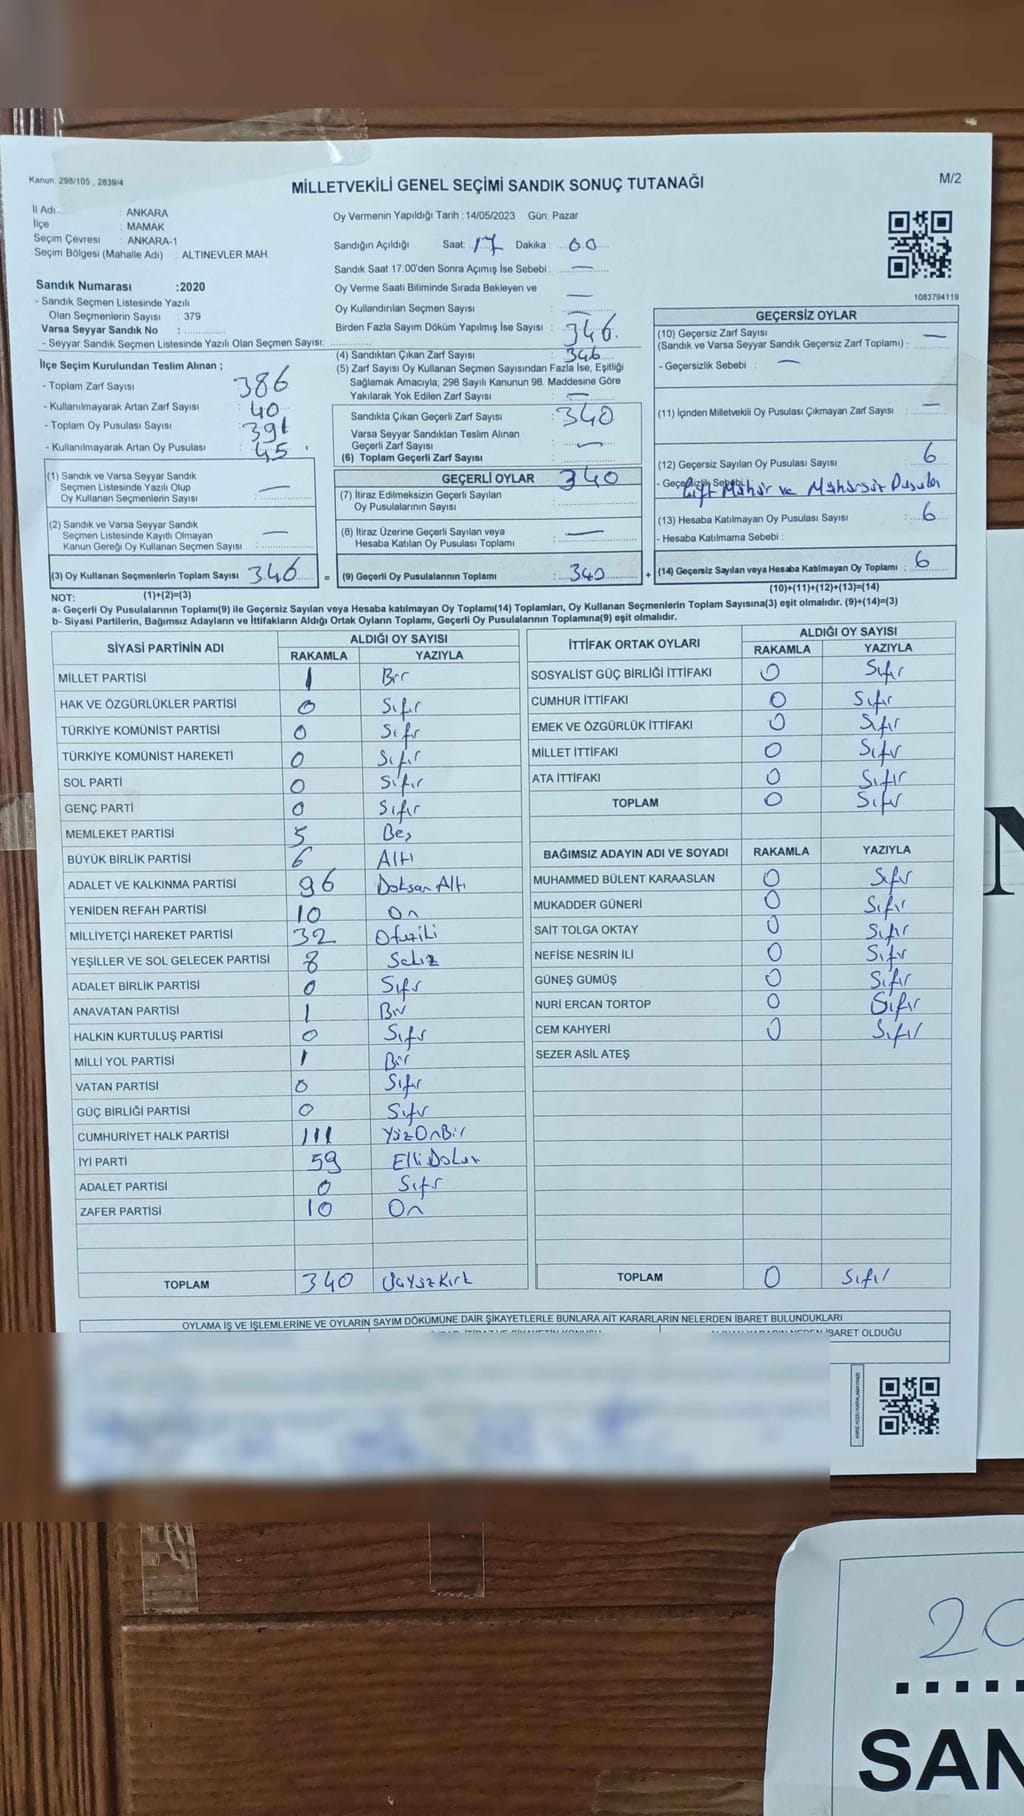 Kanun: 298/105 , 2839/4
MİLLETVEKİLİ GENEL SEÇİMİ SANDIK SONUÇ TUTANAĞI
M/2
İl Adı : ANKARA
İlçe : MAMAK
Seçim Çevresi : ANKARA-1
Seçim Bölgesi (Mahalle Adı) : ALTINEVLER MAH.
Sandık Numarası :2020
- Sandık Seçmen Listesinde Yazılı
Olan Seçmenlerin Sayısı : 379
Varsa Seyyar Sandık No :
- Seyyar Sandık Seçmen Listesinde Yazılı Olan Seçmen Sayısı:
Oy Vermenin Yapıldığı Tarih : 14/05/2023 Gün: Pazar
Sandığın Açıldığı Saat: 17 Dakika : 00
Sandık Saat 17:00'den Sonra Açımış İse Sebebi : —
Oy Verme Saati Bitiminde Sırada Bekleyen ve
Oy Kullandırılan Seçmen Sayısı : —
Birden Fazla Sayım Döküm Yapılmış İse Sayısı : 346.
1083794119
İlçe Seçim Kurulundan Teslim Alınan ;
- Toplam Zarf Sayısı : 386
- Kullanılmayarak Artan Zarf Sayısı : 40
- Toplam Oy Pusulası Sayısı : 391
- Kullanılmayarak Artan Oy Pusulası : 45
(1) Sandık ve Varsa Seyyar Sandık
Seçmen Listesinde Yazılı Olup
Oy Kullanan Seçmenlerin Sayısı : —
(2) Sandık ve Varsa Seyyar Sandık
Seçmen Listesinde Kayıtlı Olmayan
Kanun Gereği Oy Kullanan Seçmen Sayısı : —
(3) Oy Kullanan Seçmenlerin Toplam Sayısı : 346 =
(1)+(2)=(3)
(4) Sandıktan Çıkan Zarf Sayısı : 346
(5) Zarf Sayısı Oy Kullanan Seçmen Sayısından Fazla İse, Eşitliği
Sağlamak Amacıyla, 298 Sayılı Kanunun 98. Maddesine Göre
Yakılarak Yok Edilen Zarf Sayısı : —
Sandıkla Çıkan Geçerli Zarf Sayısı : 340
Varsa Seyyar Sandıktan Teslim Alınan
Geçerli Zarf Sayısı : —
(6) Toplam Geçerli Zarf Sayısı :
GEÇERLİ OYLAR
(7) İtiraz Edilmeksizin Geçerli Sayılan
Oy Pusulalarının Sayısı : 340
(8) İtiraz Üzerine Geçerli Sayılan veya
Hesaba Katılan Oy Pusulası Toplamı : —
(9) Geçerli Oy Pusulalarının Toplamı : 340 +
GEÇERSİZ OYLAR
(10) Geçersiz Zarf Sayısı
(Sandık ve Varsa Seyyar Sandık Geçersiz Zarf Toplamı) : —
- Geçersizlik Sebebi : —
(11) İçinden Milletvekili Oy Pusulası Çıkmayan Zarf Sayısı : —
(12) Geçersiz Sayılan Oy Pusulası Sayısı : 6
- Geçersizlik Sebebi: Çift Mühür ve Mühürsüz Pusula
(13) Hesaba Katılmayan Oy Pusulası Sayısı : 6
- Hesaba Katılmama Sebebi :
(14) Geçersiz Sayılan veya Hesaba Katılmayan Oy Toplamı : 6
(10)+(11)+(12)+(13)=(14)
NOT:
a- Geçerli Oy Pusulalarının Toplamı(9) ile Geçersiz Sayılan veya Hesaba katılmayan Oy Toplamı(14) Toplamları, Oy Kullanan Seçmenlerin Toplam Sayısına(3) eşit olmalıdır. (9)+(14)=(3)
b- Siyasi Partilerin, Bağımsız Adayların ve İttifakların Aldığı Ortak Oyların Toplamı, Geçerli Oy Pusulalarının Toplamına(9) eşit olmalıdır.
SİYASİ PARTİNİN ADI ALDIĞI OY SAYISI
RAKAMLA YAZIYLA
MİLLET PARTİSİ 1 Bir
HAK VE ÖZGÜRLÜKLER PARTİSİ 0 Sıfır
TÜRKİYE KOMÜNİST PARTİSİ 0 Sıfır
TÜRKİYE KOMÜNİST HAREKETİ 0 Sıfır
SOL PARTİ 0 Sıfır
GENÇ PARTİ 0 Sıfır
MEMLEKET PARTİSİ 5 Beş
BÜYÜK BİRLİK PARTİSİ 6 Altı
ADALET VE KALKINMA PARTİSİ 96 Doksan Altı
YENİDEN REFAH PARTİSİ 10 On
MİLLİYETÇİ HAREKET PARTİSİ 32 Otuziki
YEŞİLLER VE SOL GELECEK PARTİSİ 8 Sekiz
ADALET BİRLİK PARTİSİ 0 Sıfır
ANAVATAN PARTİSİ 1 Bir
HALKIN KURTULUŞ PARTİSİ 0 Sıfır
MİLLİ YOL PARTİSİ 1 Bir
VATAN PARTİSİ 0 Sıfır
GÜÇ BİRLİĞİ PARTİSİ 0 Sıfır
CUMHURİYET HALK PARTİSİ 111 YüzOnBir
İYİ PARTİ 59 ElliDokuz
ADALET PARTİSİ 0 Sıfır
ZAFER PARTİSİ 10 On
TOPLAM 340 ÜçYüzKırk
İTTİFAK ORTAK OYLARI ALDIĞI OY SAYISI
RAKAMLA YAZIYLA
SOSYALİST GÜÇ BİRLİĞİ İTTİFAKI 0 Sıfır
CUMHUR İTTİFAKI 0 Sıfır
EMEK VE ÖZGÜRLÜK İTTİFAKI 0 Sıfır
MİLLET İTTİFAKI 0 Sıfır
ATA İTTİFAKI 0 Sıfır
TOPLAM 0 Sıfır
BAĞIMSIZ ADAYIN ADI VE SOYADI RAKAMLA YAZIYLA
MUHAMMED BÜLENT KARAASLAN 0 Sıfır
MUKADDER GÜNERİ 0 Sıfır
SAİT TOLGA OKTAY 0 Sıfır
NEFİSE NESRİN İLİ 0 Sıfır
GÜNEŞ GÜMÜŞ 0 Sıfır
NURİ ERCAN TORTOP 0 Sıfır
CEM KAHYERİ 0 Sıfır
SEZER ASİL ATEŞ
TOPLAM 0 Sıfır
OYLAMA İŞ VE İŞLEMLERİNE VE OYLARIN SAYIM DÖKÜMÜNE DAİR ŞİKAYETLERLE BUNLARA AİT KARARLARIN NELERDEN İBARET BULUNDUKLARI
İBARET OLDUĞU
N
20
SAN